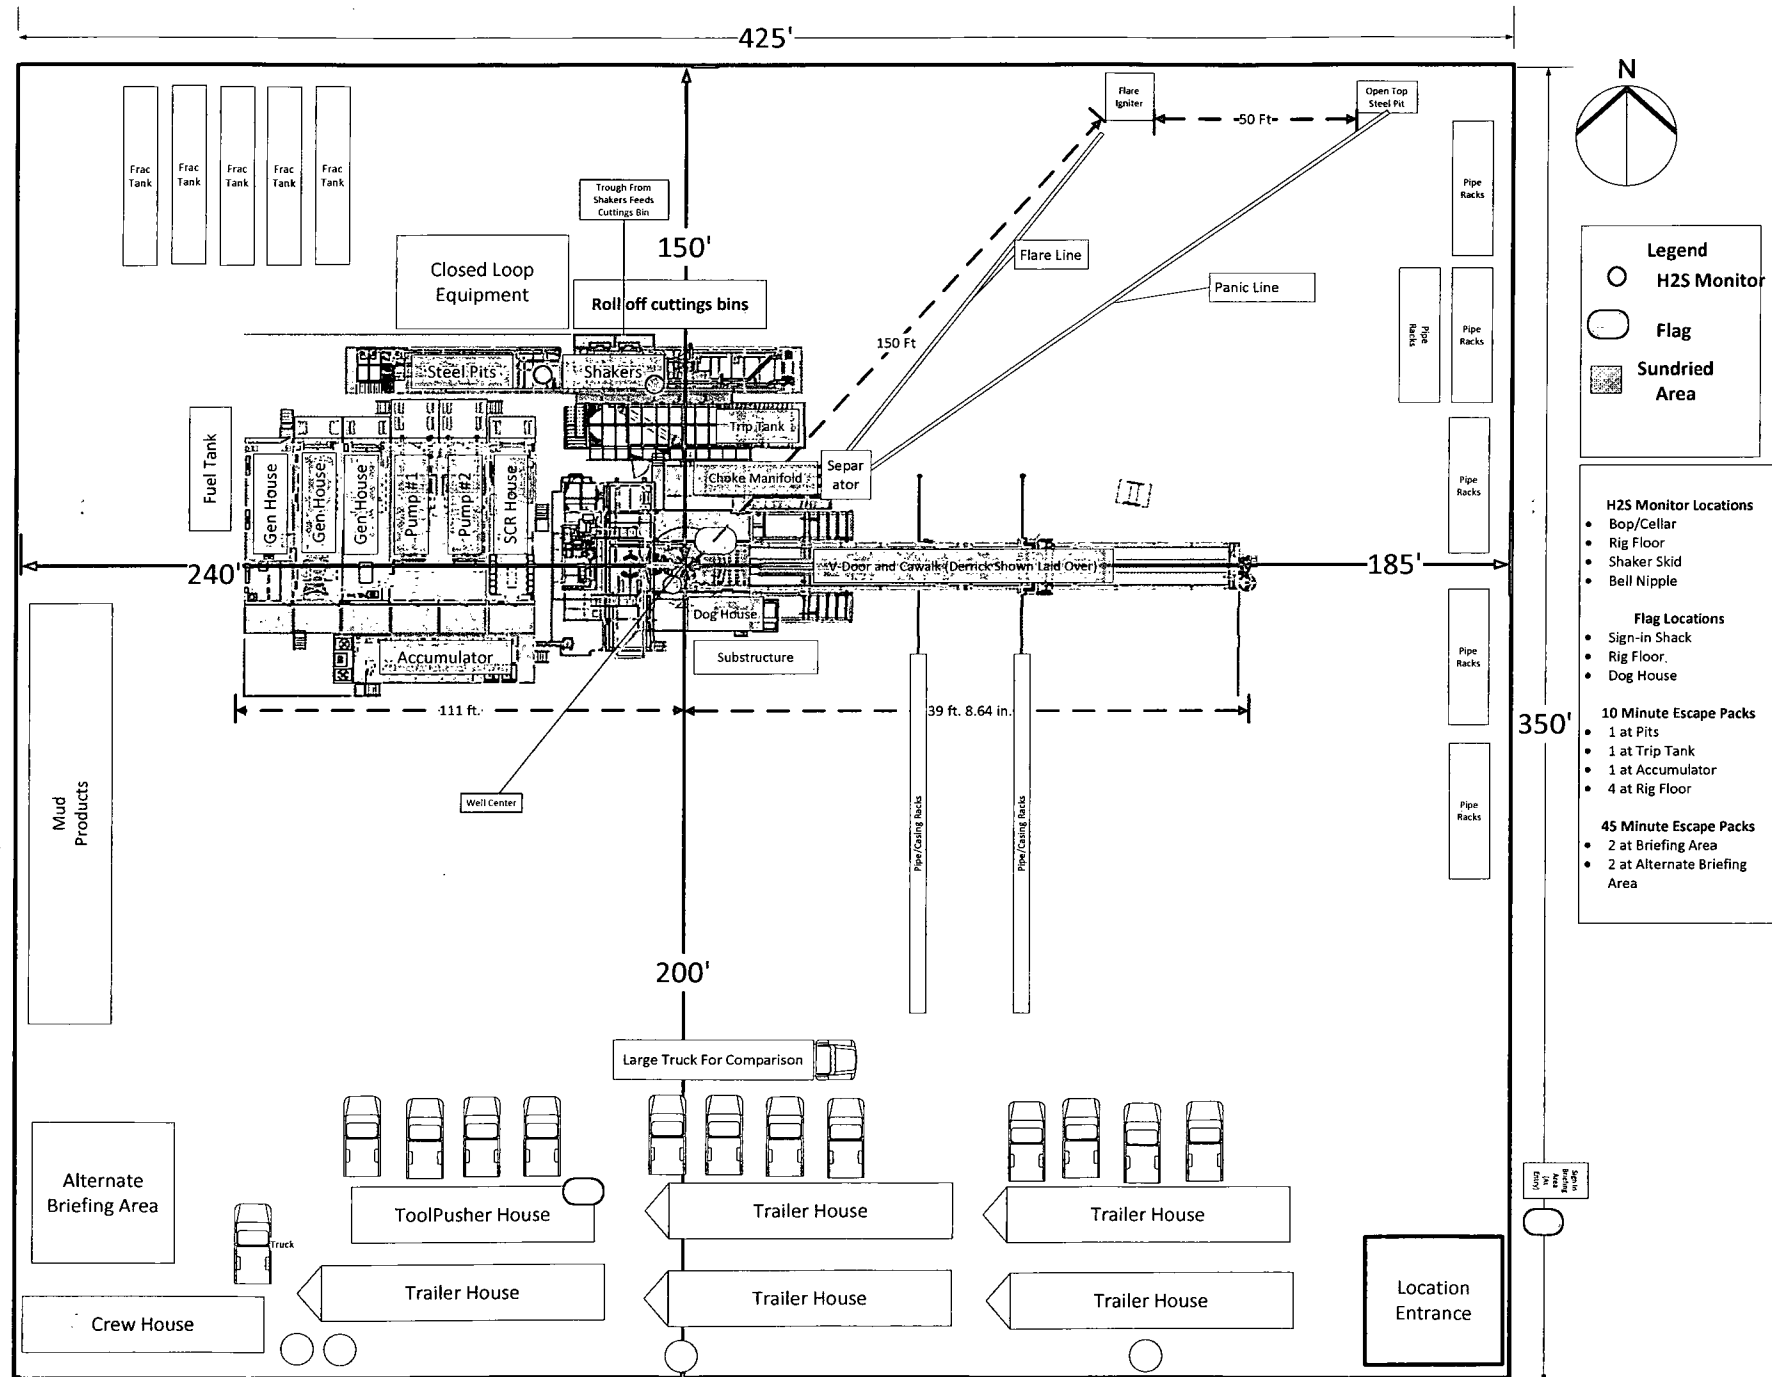 425'
N
Flare
Igniter
Open Top
Steel Pit
50 Ft
Frac
Tank
Frac
Tank
Frac
Tank
Frac
Tank
Frac
Tank
Trough From
Shakers Feeds
Cuttings Bin
Pipe
Racks
150'
Flare Line
Closed Loop
Equipment
Panic Line
Roll off cuttings bins
Legend
H2S Monitor
Flag
Sundried
Area
Pipe
Racks
Pipe
Racks
150 Ft
Steel Pits
Shakers
Trip Tank
Fuel Tank
Gen House
Gen House
Gen House
Pump #1
Pump #2
SCR House
Choke Manifold
Separ
ator
Pipe
Racks
H2S Monitor Locations
• Bop/Cellar
• Rig Floor
• Shaker Skid
• Bell Nipple
Flag Locations
• Sign-in Shack
• Rig Floor
• Dog House
10 Minute Escape Packs
• 1 at Pits
• 1 at Trip Tank
• 1 at Accumulator
• 4 at Rig Floor
45 Minute Escape Packs
• 2 at Briefing Area
• 2 at Alternate Briefing
Area
240'
V-Door and Cawalk (Derrick Shown Laid Over)
185'
Dog House
Accumulator
Substructure
Pipe
Racks
111 ft.
39 ft. 8.64 in.
350'
Mud
Products
Well Center
Pipe/Casing Racks
Pipe/Casing Racks
Pipe
Racks
200'
Large Truck For Comparison
Alternate
Briefing Area
Truck
ToolPusher House
Trailer House
Trailer House
Sign in
Briefing
Area
(As
Entry)
Crew House
Trailer House
Trailer House
Trailer House
Location
Entrance